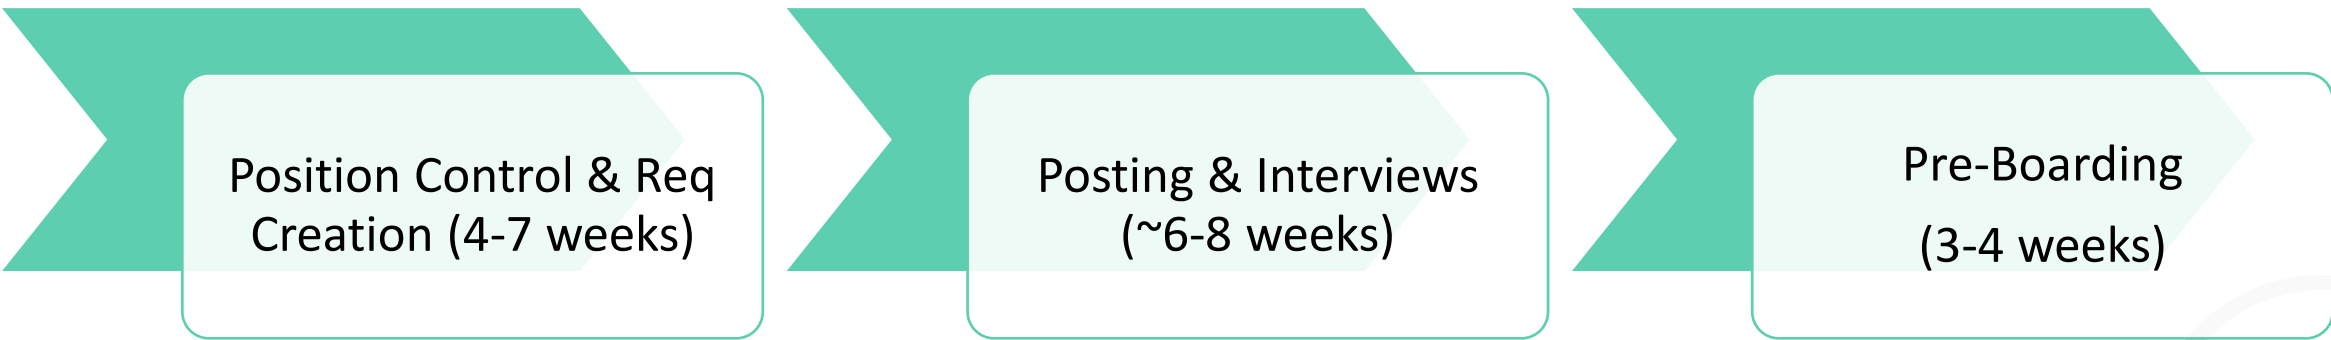 Position Control & Req
Creation (4-7 weeks)
Posting & Interviews
(~6-8 weeks)
Pre-Boarding
(3-4 weeks)